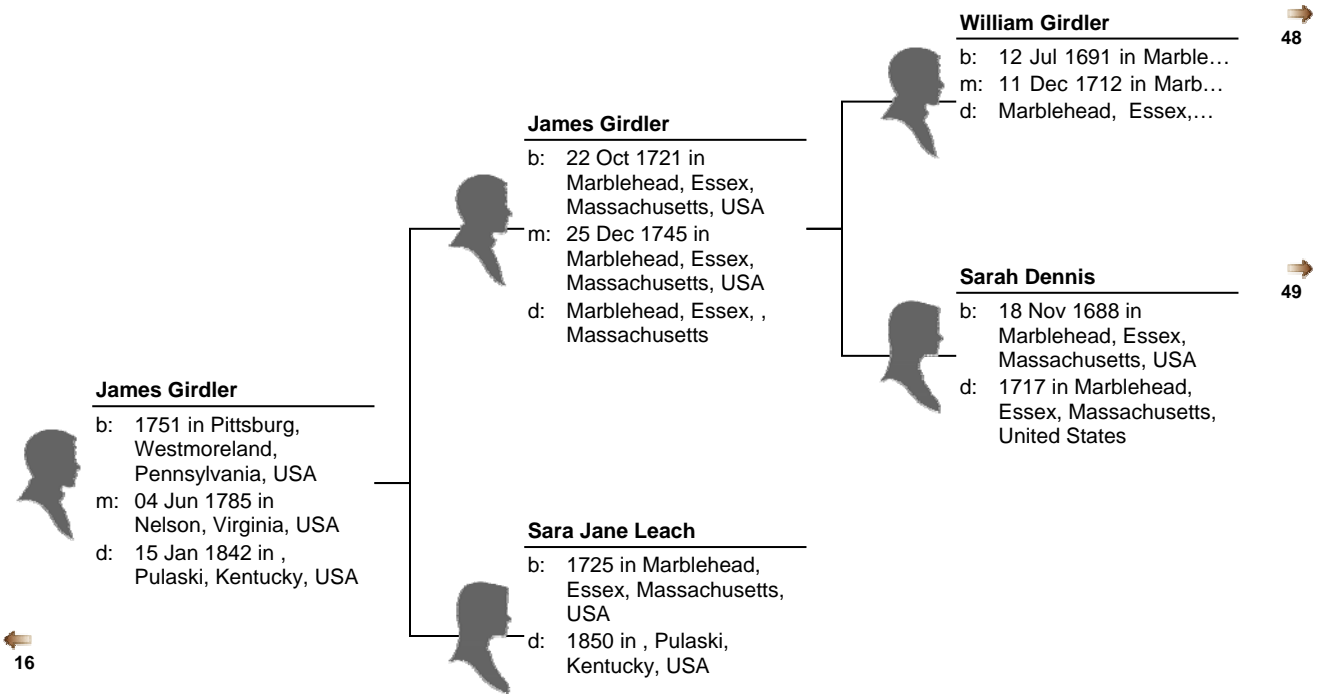 William Girdler
b: 12 Jul 1691 in Marble…
m: 11 Dec 1712 in Marb…
d: Marblehead, Essex,…
48
James Girdler
b: 22 Oct 1721 in
Marblehead, Essex,
Massachusetts, USA
m: 25 Dec 1745 in
Marblehead, Essex,
Massachusetts, USA
d: Marblehead, Essex, ,
Massachusetts
Sarah Dennis
b: 18 Nov 1688 in
Marblehead, Essex,
Massachusetts, USA
d: 1717 in Marblehead,
Essex, Massachusetts,
United States
49
James Girdler
b: 1751 in Pittsburg,
Westmoreland,
Pennsylvania, USA
m: 04 Jun 1785 in
Nelson, Virginia, USA
d: 15 Jan 1842 in ,
Pulaski, Kentucky, USA
Sara Jane Leach
b: 1725 in Marblehead,
Essex, Massachusetts,
USA
d: 1850 in , Pulaski,
Kentucky, USA
16